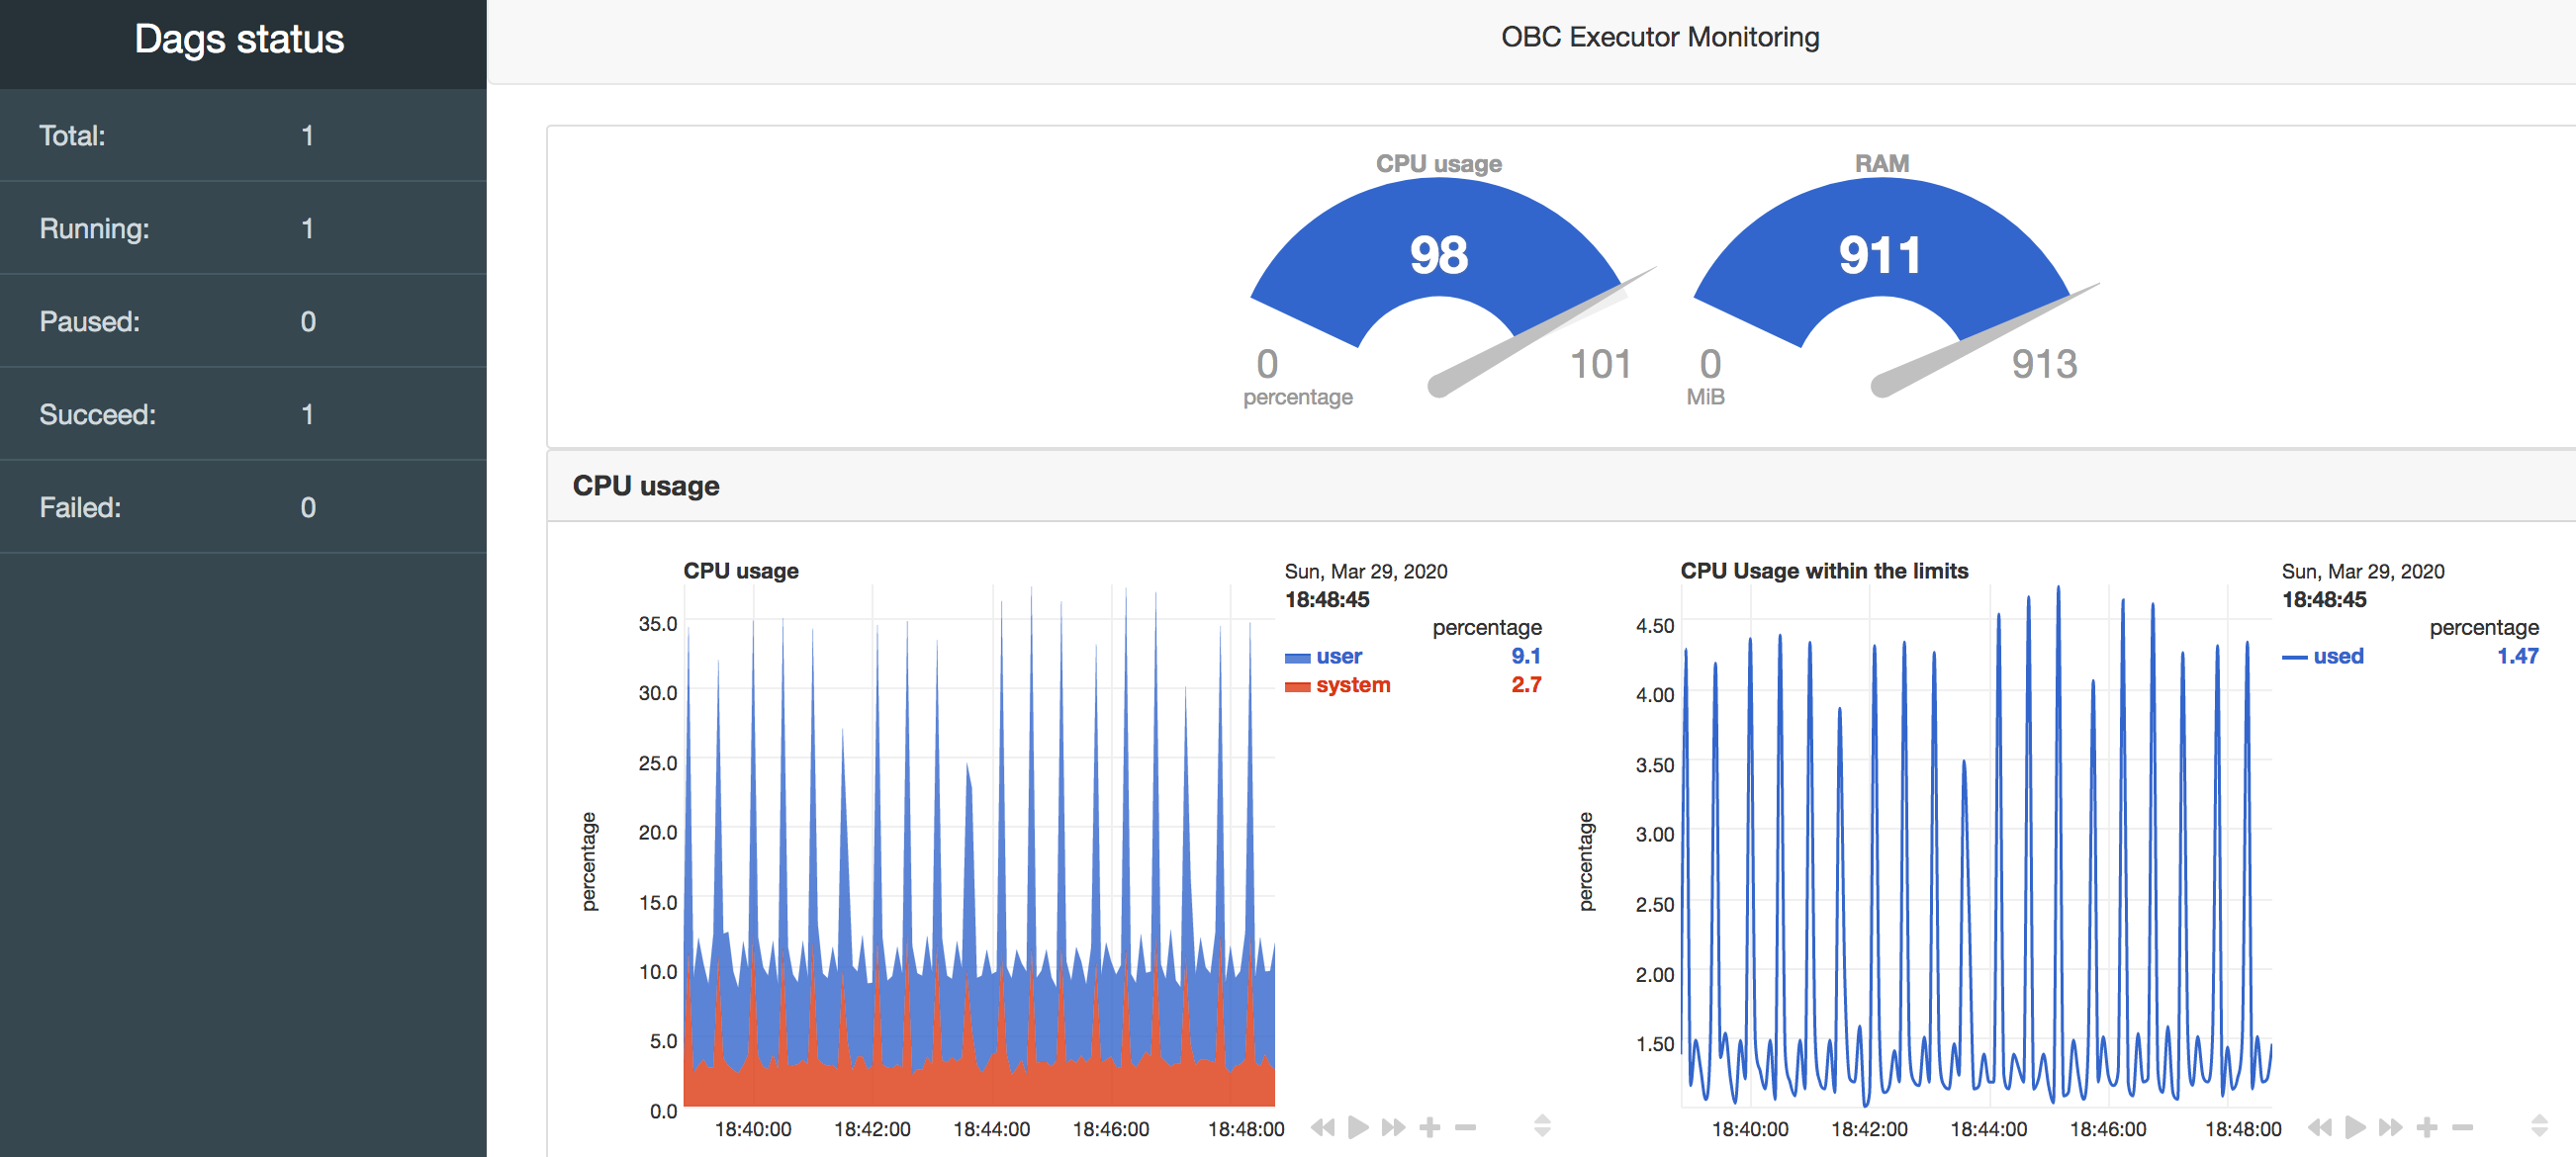 Dags status
Total: 1
Running: 1
Paused: 0
Succeed: 1
Failed: 0
OBC Executor Monitoring
CPU usage
98
0
101
percentage
RAM
911
0
913
MiB
CPU usage
CPU usage
Sun, Mar 29, 2020
18:48:45
percentage
user 9.1
system 2.7
35.0
30.0
25.0
20.0
15.0
10.0
5.0
0.0
percentage
18:40:00 18:42:00 18:44:00 18:46:00 18:48:00
CPU Usage within the limits
Sun, Mar 29, 2020
18:48:45
percentage
used 1.47
4.50
4.00
3.50
3.00
2.50
2.00
1.50
percentage
18:40:00 18:42:00 18:44:00 18:46:00 18:48:00